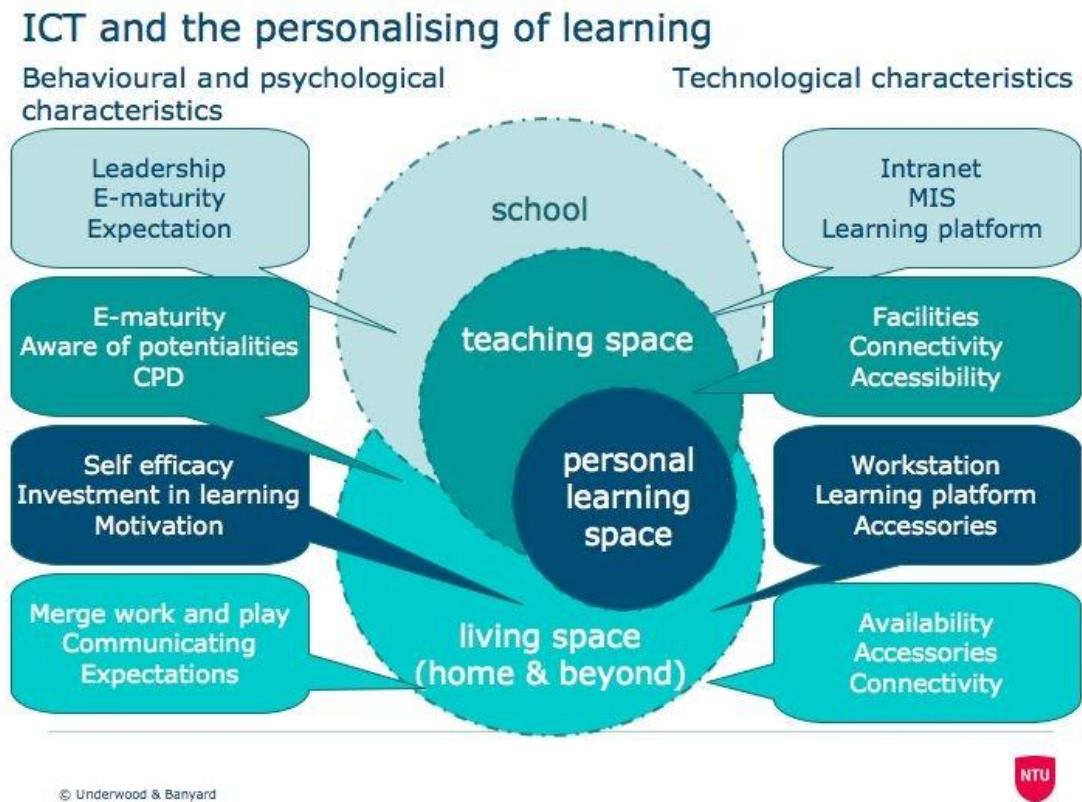 ICT and the personalising of learning
Behavioural and psychological
characteristics
Technological characteristics
Leadership
E-maturity
Expectation
school
Intranet
MIS
Learning platform
E-maturity
Aware of potentialities
CPD
teaching space
Facilities
Connectivity
Accessibility
Self efficacy
Investment in learning
Motivation
personal
learning
space
Workstation
Learning platform
Accessories
Merge work and play
Communicating
Expectations
living space
(home & beyond)
Availability
Accessories
Connectivity
© Underwood & Banyard
NTU